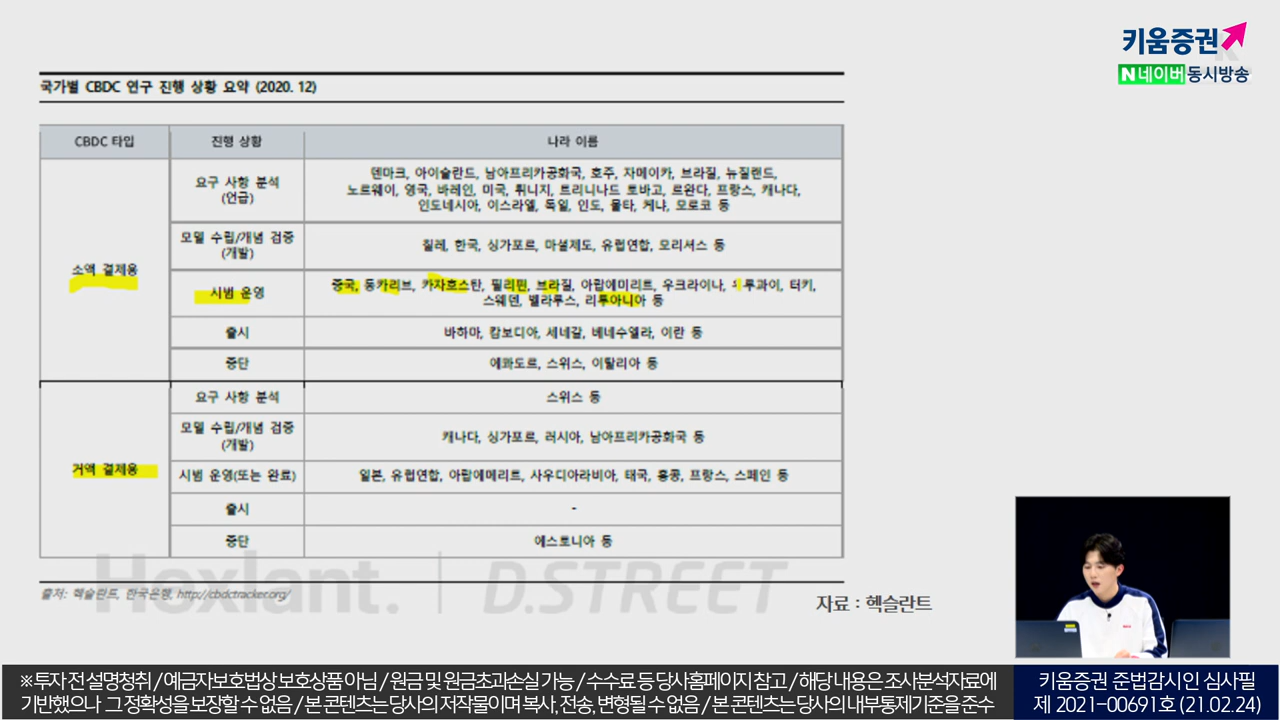 키움증권
N 네이버 동시방송
국가별 CBDC 연구 진행 상황 요약 (2020. 12)
CBDC 타입
진행 상황
나라 이름
소액 결제용
요구 사항 분석
(언급)
덴마크, 아이슬란드, 남아프리카공화국, 호주, 자메이카, 브라질, 뉴질랜드,
노르웨이, 영국, 바레인, 미국, 튀니지, 트리니나드 토바고, 르완다, 프랑스, 캐나다,
인도네시아, 이스라엘, 독일, 인도, 몰타, 케냐, 모로코 등
모델 수립/개념 검증
(개발)
칠레, 한국, 싱가포르, 마셜제도, 유럽연합, 모리셔스 등
시범 운영
중국, 동카리브, 카자흐스탄, 필리핀, 브라질, 아랍에미리트, 우크라이나, 우루과이, 터키,
스웨덴, 벨라루스, 리투아니아 등
출시
바하마, 캄보디아, 세네갈, 베네수엘라, 이란 등
중단
에콰도르, 스위스, 이탈리아 등
거액 결제용
요구 사항 분석
스위스 등
모델 수립/개념 검증
(개발)
캐나다, 싱가포르, 러시아, 남아프리카공화국 등
시범 운영(또는 완료)
일본, 유럽연합, 아랍에메리트, 사우디아라비아, 태국, 홍콩, 프랑스, 스페인 등
출시
-
중단
에스토니아 등
Hexlant. | D.STREET
출처: 헥슬란트, 한국은행, http://cbdctracker.org/
자료 : 헥슬란트
※ 투자 전 설명청취 / 예금자보호법상 보호상품 아님 / 원금 및 원금초과손실 가능 / 수수료 등 당사홈페이지 참고 / 해당 내용은 조사분석자료에
기반했으나 그 정확성을 보장할 수 없음 / 본 콘텐츠는 당사의 저작물이며 복사, 전송, 변형될 수 없음 / 본 콘텐츠는 당사의 내부통제기준을 준수
키움증권 준법감시인 심사필
제 2021-00691호 (21.02.24)